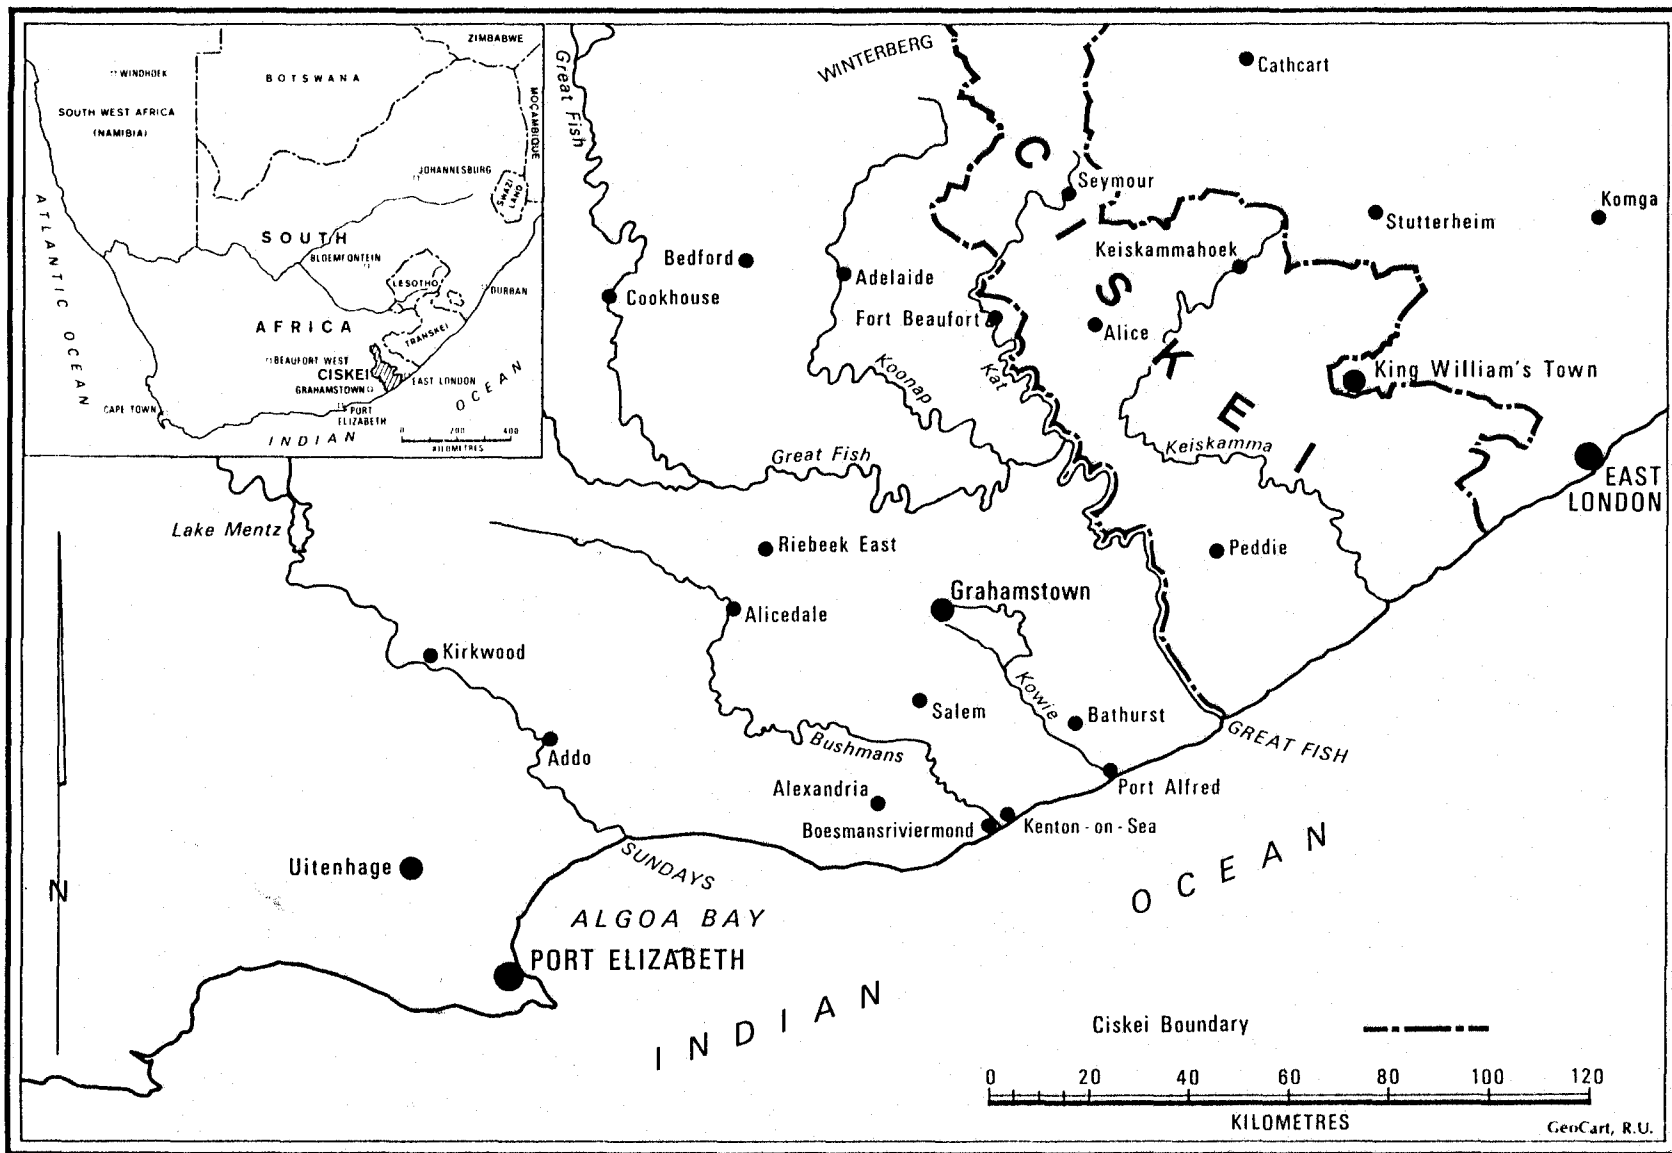 ZIMBABWE
WINDHOEK
BOTSWANA
SOUTH WEST AFRICA
(NAMIBIA)
MOÇAMBIQUE
JOHANNESBURG
SWAZI
LAND
ATLANTIC OCEAN
SOUTH
BLOEMFONTEIN
LESOTHO
DURBAN
AFRICA
TRANSKEI
BEAUFORT WEST
CISKEI
EAST LONDON
GRAHAMSTOWN
CAPE TOWN
PORT
ELIZABETH
INDIAN
OCEAN
0 200 400
KILOMETRES
Great Fish
WINTERBERG
Cathcart
CISKEI
Seymour
Komga
Stutterheim
Keiskammahoek
Bedford
Adelaide
Cookhouse
Fort Beaufort
Alice
Koonap
Kat
King William's Town
Great Fish
Keiskamma
EAST
LONDON
Lake Mentz
Riebeek East
Peddie
Grahamstown
Alicedale
Kirkwood
Kowie
Salem
Bathurst
Bushmans
GREAT FISH
Addo
Alexandria
Port Alfred
Boesmansriviermond
Kenton-on-Sea
Uitenhage
SUNDAYS
ALGOA BAY
PORT ELIZABETH
INDIAN
OCEAN
N
Ciskei Boundary
0 20 40 60 80 100 120
KILOMETRES
GeoCart, R.U.